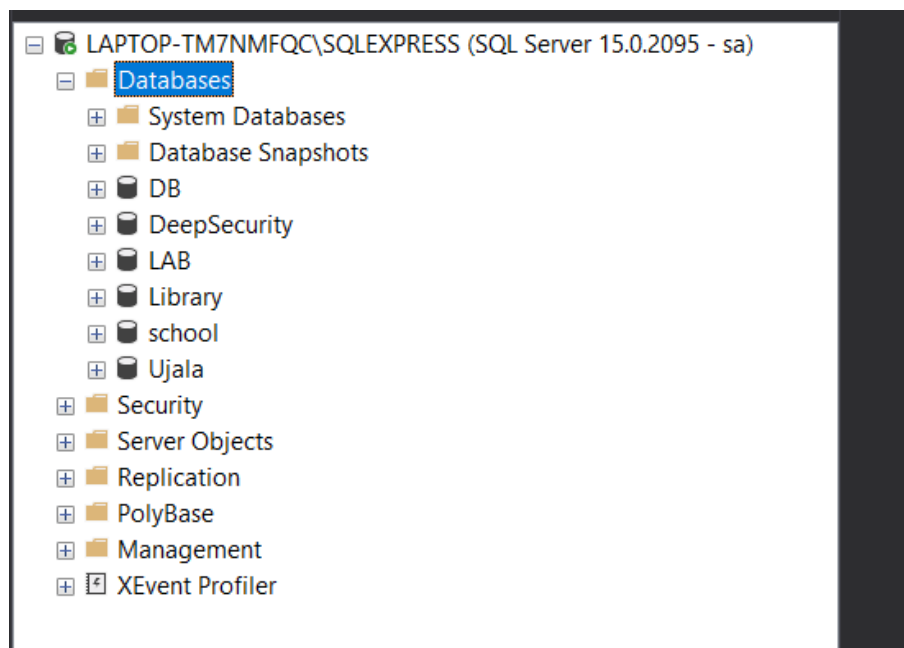 LAPTOP-TM7NMFQC\SQLEXPRESS (SQL Server 15.0.2095 - sa)
Databases
System Databases
Database Snapshots
DB
DeepSecurity
LAB
Library
school
Ujala
Security
Server Objects
Replication
PolyBase
Management
XEvent Profiler